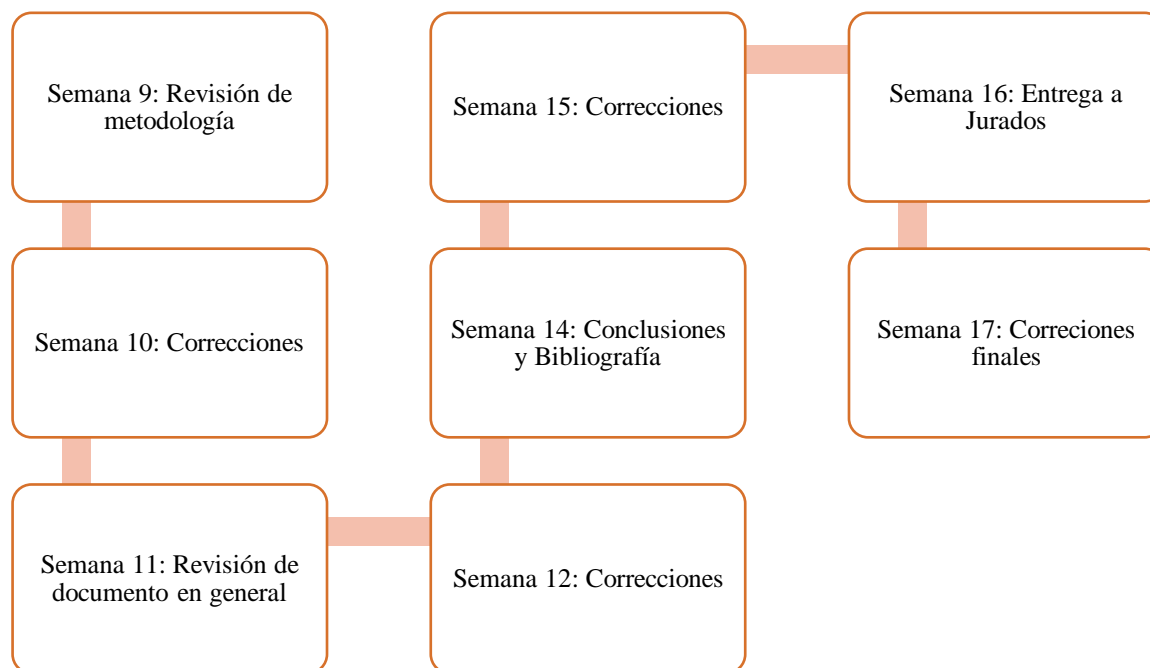 Semana 9: Revisión de
metodología
Semana 10: Correcciones
Semana 11: Revisión de
documento en general
Semana 12: Correcciones
Semana 14: Conclusiones
y Bibliografía
Semana 15: Correcciones
Semana 16: Entrega a
Jurados
Semana 17: Correciones
finales